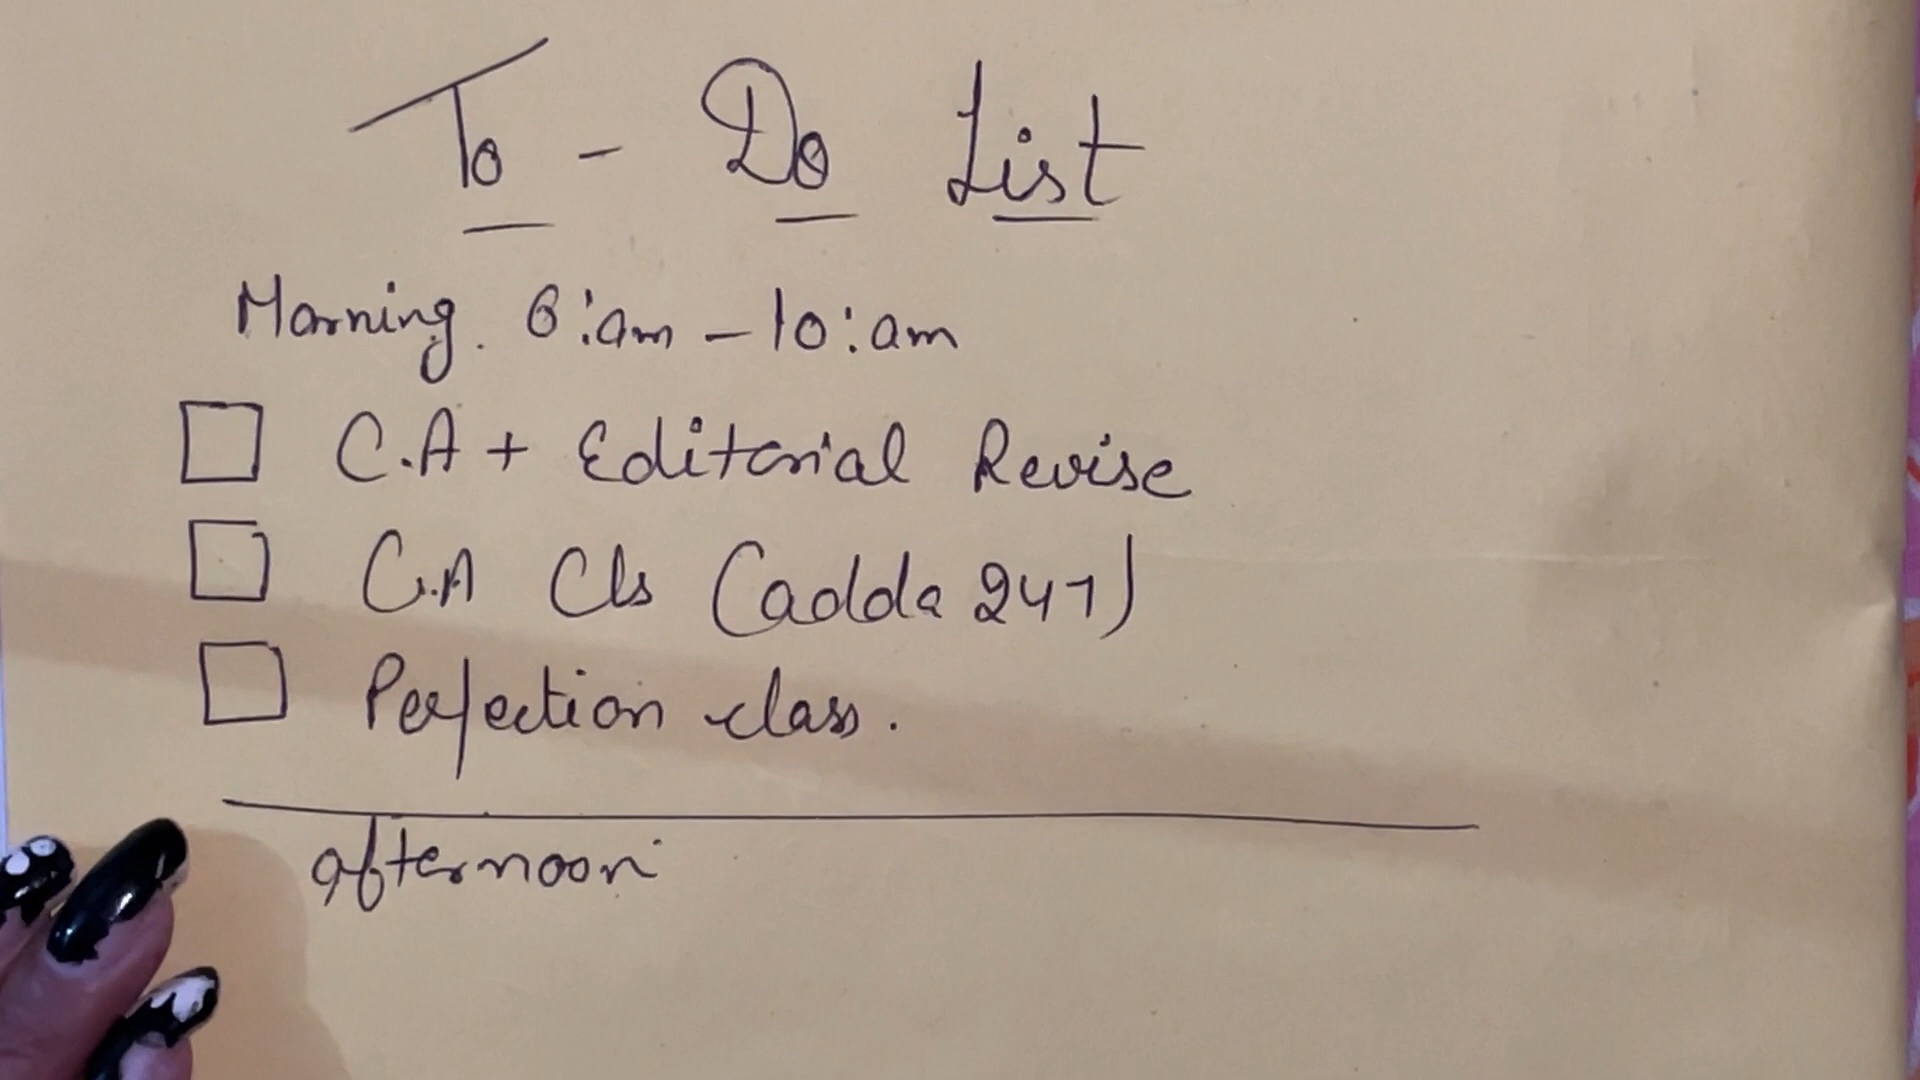 To - Do List
Morning. 6:am - 10:am
C.A + Editorial Revise
C.A Cls (adda 247)
Perfection class.
afternoon